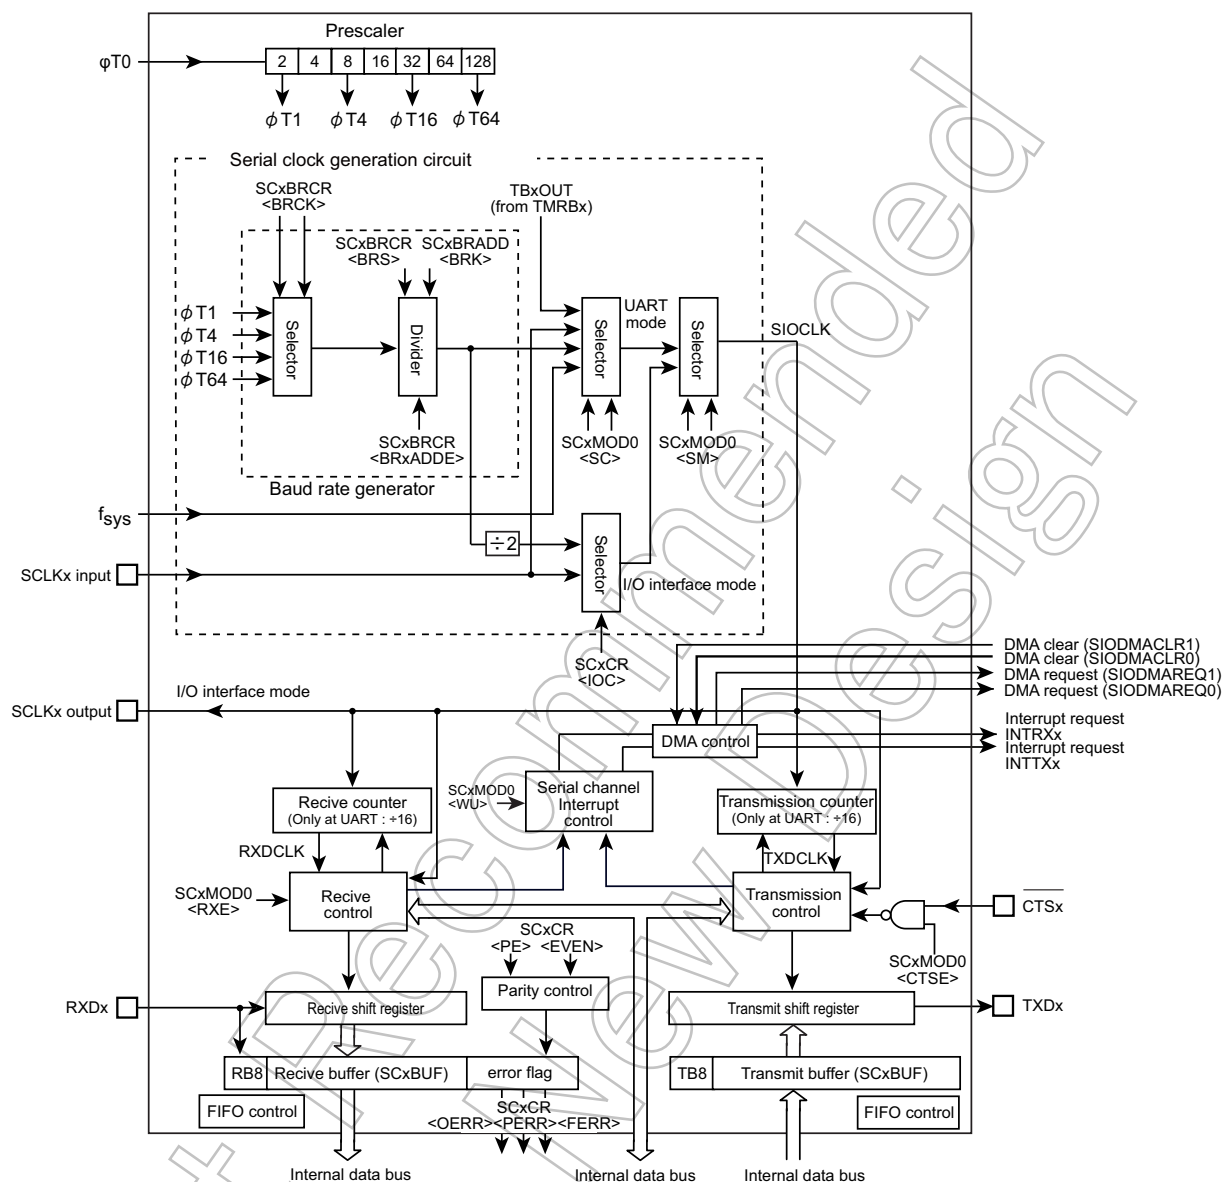 Prescaler
φT0
2 4 8 16 32 64 128
ϕT1 ϕT4 ϕT16 ϕT64
Serial clock generation circuit
SCxBRCR
<BRCK>
TBxOUT
(from TMRBx)
SCxBRCR
<BRS>
SCxBRADD
<BRK>
ϕT1
ϕT4
ϕT16
ϕT64
Selector
Divider
Selector
UART
mode
Selector
SIOCLK
SCxBRCR
<BRxADDE>
SCxMOD0
<SC>
SCxMOD0
<SM>
Baud rate generator
fsys
÷2
Selector
SCLKx input
I/O interface mode
SCxCR
<IOC>
DMA clear (SIODMACLR1)
DMA clear (SIODMACLR0)
DMA request (SIODMAREQ1)
DMA request (SIODMAREQ0)
I/O interface mode
SCLKx output
Interrupt request
INTRXx
Interrupt request
INTTXx
DMA control
SCxMOD0
<WU>
Serial channel
Interrupt
control
Recive counter
(Only at UART : ÷16)
Transmission counter
(Only at UART : ÷16)
RXDCLK
TXDCLK
SCxMOD0
<RXE>
Recive
control
Transmission
control
CTSx
SCxMOD0
<CTSE>
SCxCR
<PE> <EVEN>
Parity control
RXDx
Recive shift register
Transmit shift register
TXDx
RB8 Recive buffer (SCxBUF) error flag
TB8 Transmit buffer (SCxBUF)
FIFO control
SCxCR
<OERR><PERR><FERR>
FIFO control
Internal data bus
Internal data bus
Internal data bus
Not Recommended
New Design